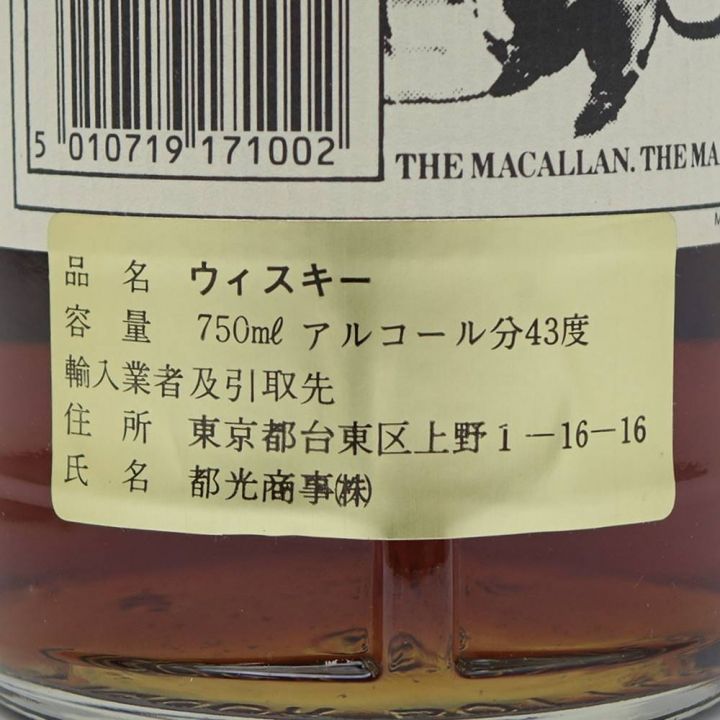 5 010719 171002
THE MACALLAN. THE MA
品 名 ウィスキー
容 量 750mℓ アルコール分43度
輸入業者及引取先
住 所 東京都台東区上野1－16－16
氏 名 都光商事㈱